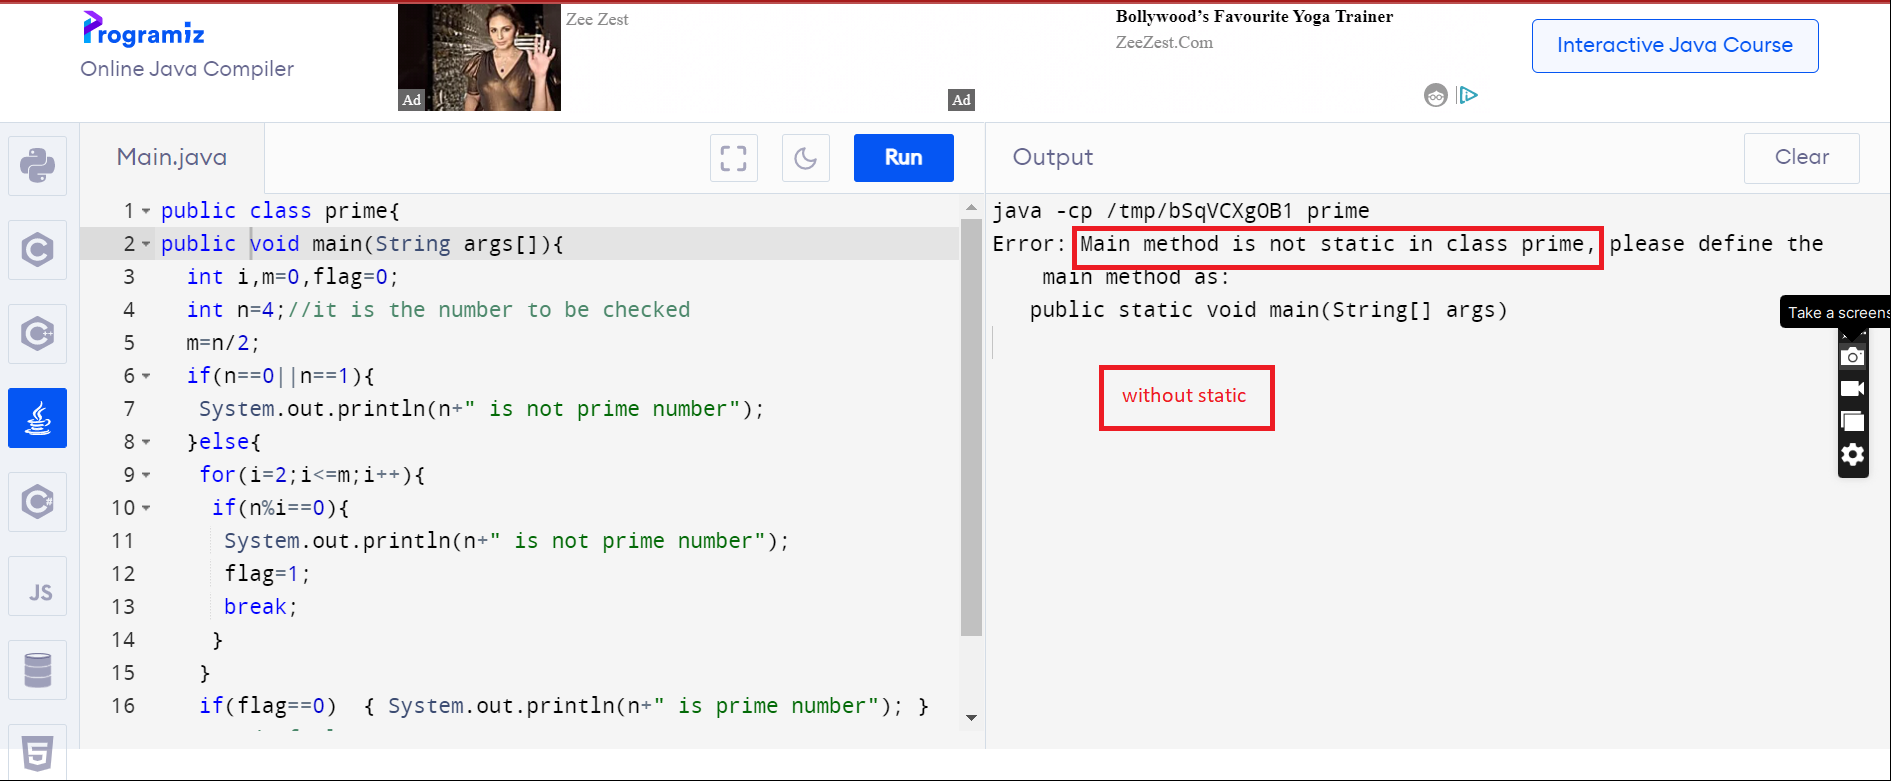 Programiz
Online Java Compiler
Ad
Zee Zest
Ad
Bollywood’s Favourite Yoga Trainer
ZeeZest.Com
Interactive Java Course
Main.java
Run
Output
Clear
1 public class prime{
2 public void main(String args[]){
3 int i,m=0,flag=0;
4 int n=4;//it is the number to be checked
5 m=n/2;
6 if(n==0||n==1){
7 System.out.println(n+" is not prime number");
8 }else{
9 for(i=2;i<=m;i++){
10 if(n%i==0){
11 System.out.println(n+" is not prime number");
12 flag=1;
13 break;
14 }
15 }
16 if(flag==0)  { System.out.println(n+" is prime number"); }
java -cp /tmp/bSqVCXgOB1 prime
Error: Main method is not static in class prime, please define the
main method as:
public static void main(String[] args)
without static
Take a screens
C
C++
C#
JS
5